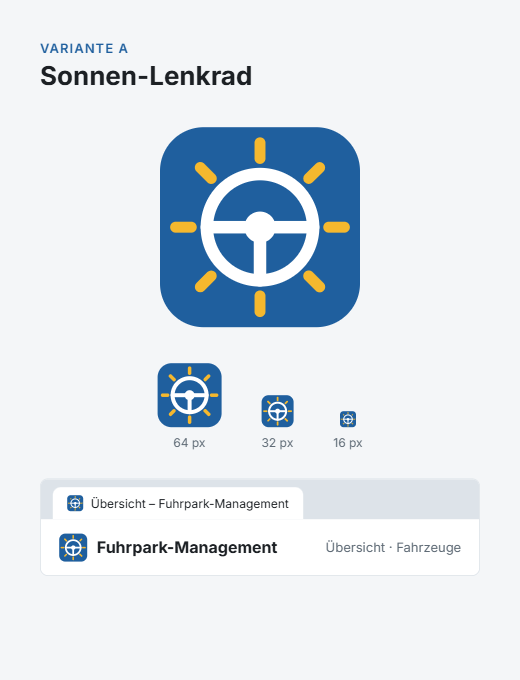 VARIANTE A
Sonnen-Lenkrad
64 px
32 px
16 px
Übersicht – Fuhrpark-Management
Fuhrpark-Management
Übersicht · Fahrzeuge